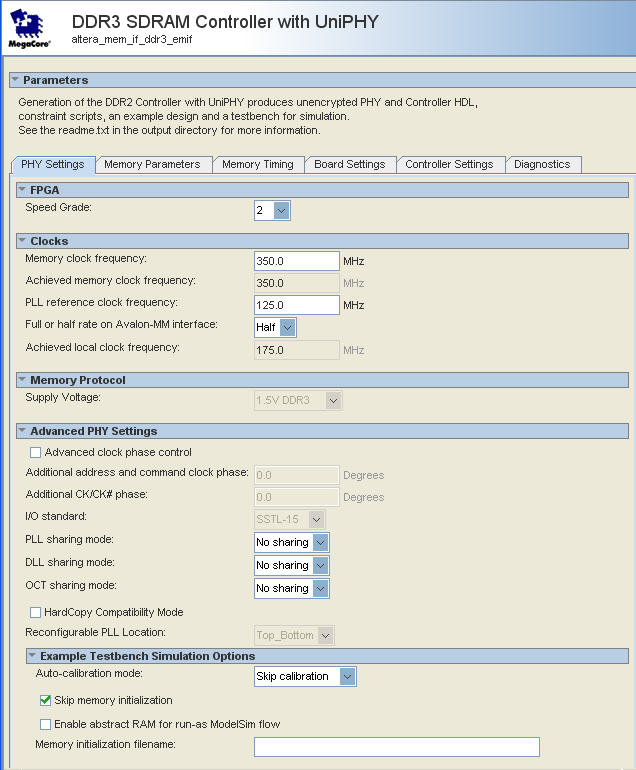 DDR3 SDRAM Controller with UniPHY
MegaCore®
altera_mem_if_ddr3_emif
Parameters
Generation of the DDR2 Controller with UniPHY produces unencrypted PHY and Controller HDL,
constraint scripts, an example design and a testbench for simulation.
See the readme.txt in the output directory for more information.
PHY Settings Memory Parameters Memory Timing Board Settings Controller Settings Diagnostics
FPGA
Speed Grade: 2
Clocks
Memory clock frequency: 350.0 MHz
Achieved memory clock frequency: 350.0 MHz
PLL reference clock frequency: 125.0 MHz
Full or half rate on Avalon-MM interface: Half
Achieved local clock frequency: 175.0 MHz
Memory Protocol
Supply Voltage: 1.5V DDR3
Advanced PHY Settings
Advanced clock phase control
Additional address and command clock phase: 0.0 Degrees
Additional CK/CK# phase: 0.0 Degrees
I/O standard: SSTL-15
PLL sharing mode: No sharing
DLL sharing mode: No sharing
OCT sharing mode: No sharing
HardCopy Compatibility Mode
Reconfigurable PLL Location: Top_Bottom
Example Testbench Simulation Options
Auto-calibration mode: Skip calibration
Skip memory initialization
Enable abstract RAM for run-as ModelSim flow
Memory initialization filename: